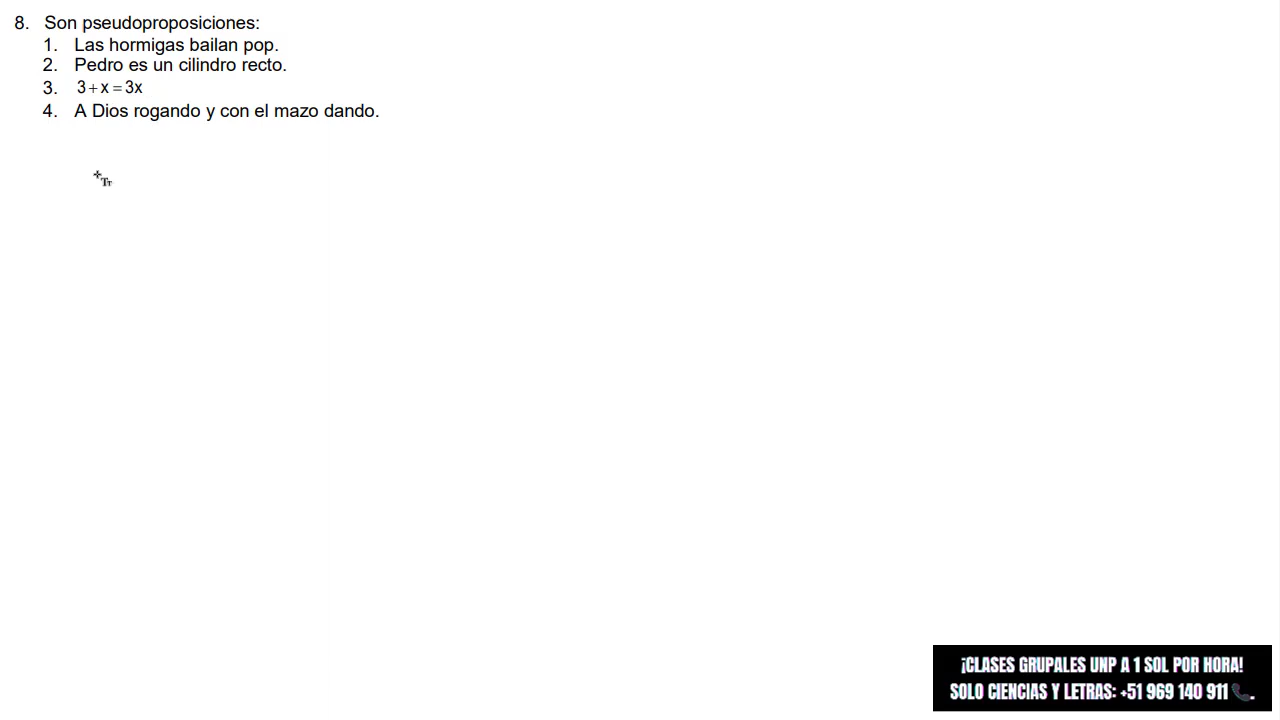 8. Son pseudoproposiciones:
1. Las hormigas bailan pop.
2. Pedro es un cilindro recto.
3. 3+x=3x
4. A Dios rogando y con el mazo dando.
¡CLASES GRUPALES UNP A 1 SOL POR HORA!
SOLO CIENCIAS Y LETRAS: +51 969 140 911 📞.